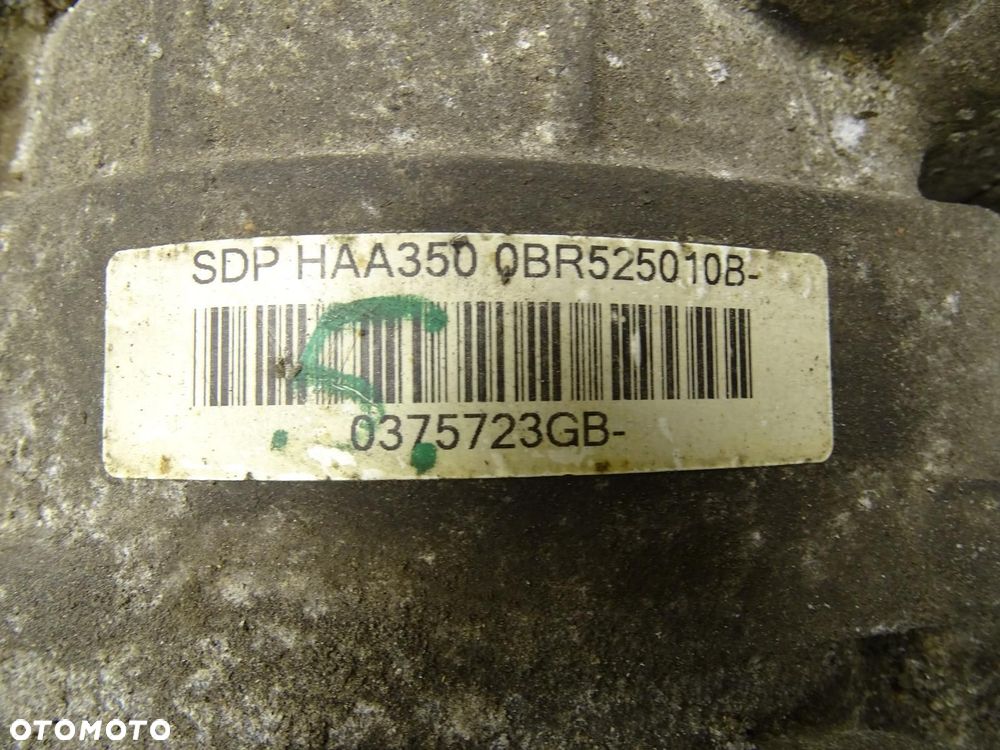 SDP HAA350 0BR525010B-
0375723GB-
OTOMOTO